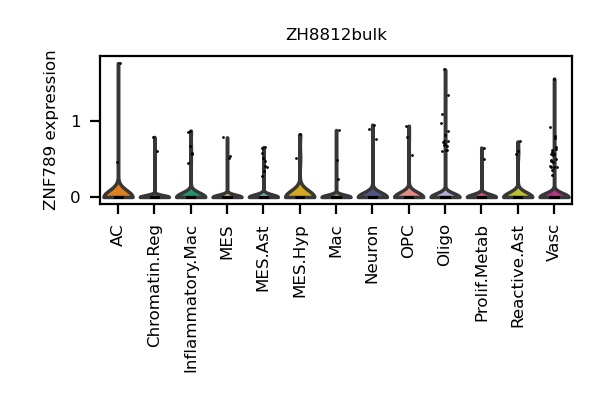 ZH8812bulk
ZNF789 expression
1
0
AC
Chromatin.Reg
Inflammatory.Mac
MES
MES.Ast
MES.Hyp
Mac
Neuron
OPC
Oligo
Prolif.Metab
Reactive.Ast
Vasc